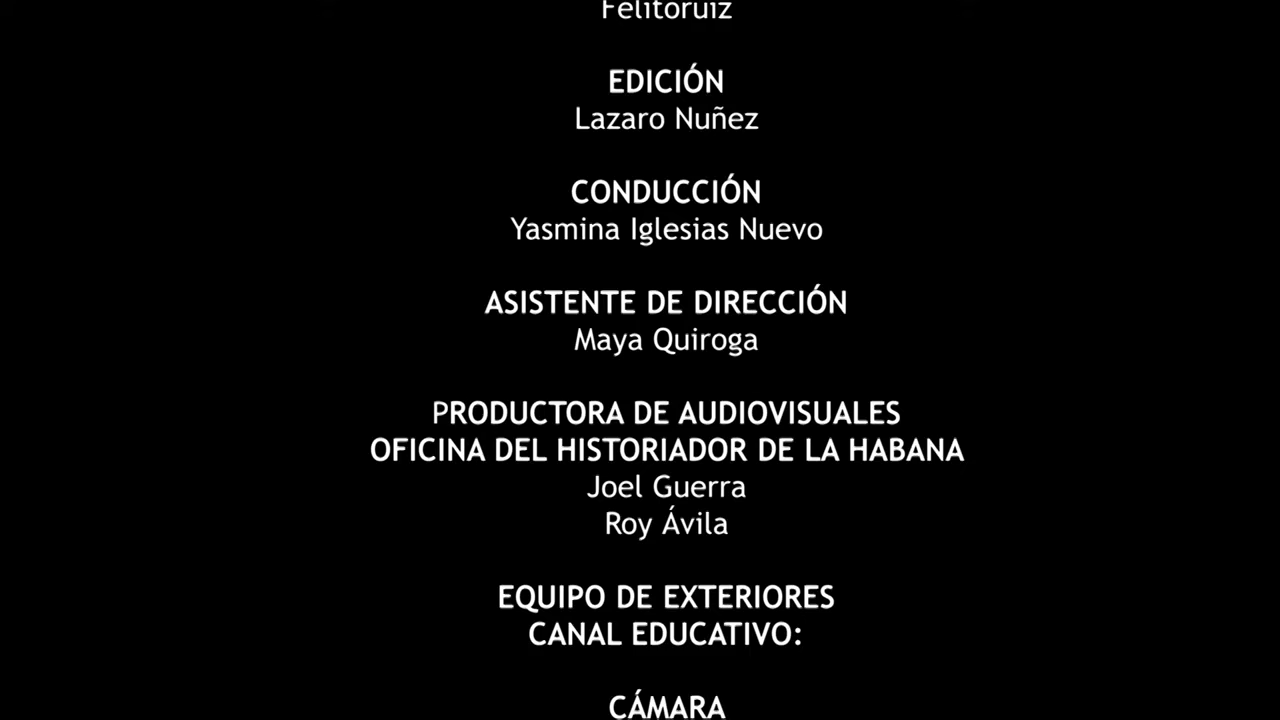 Felitoruiz
EDICIÓN
Lazaro Nuñez
CONDUCCIÓN
Yasmina Iglesias Nuevo
ASISTENTE DE DIRECCIÓN
Maya Quiroga
PRODUCTORA DE AUDIOVISUALES
OFICINA DEL HISTORIADOR DE LA HABANA
Joel Guerra
Roy Ávila
EQUIPO DE EXTERIORES
CANAL EDUCATIVO:
CÁMARA